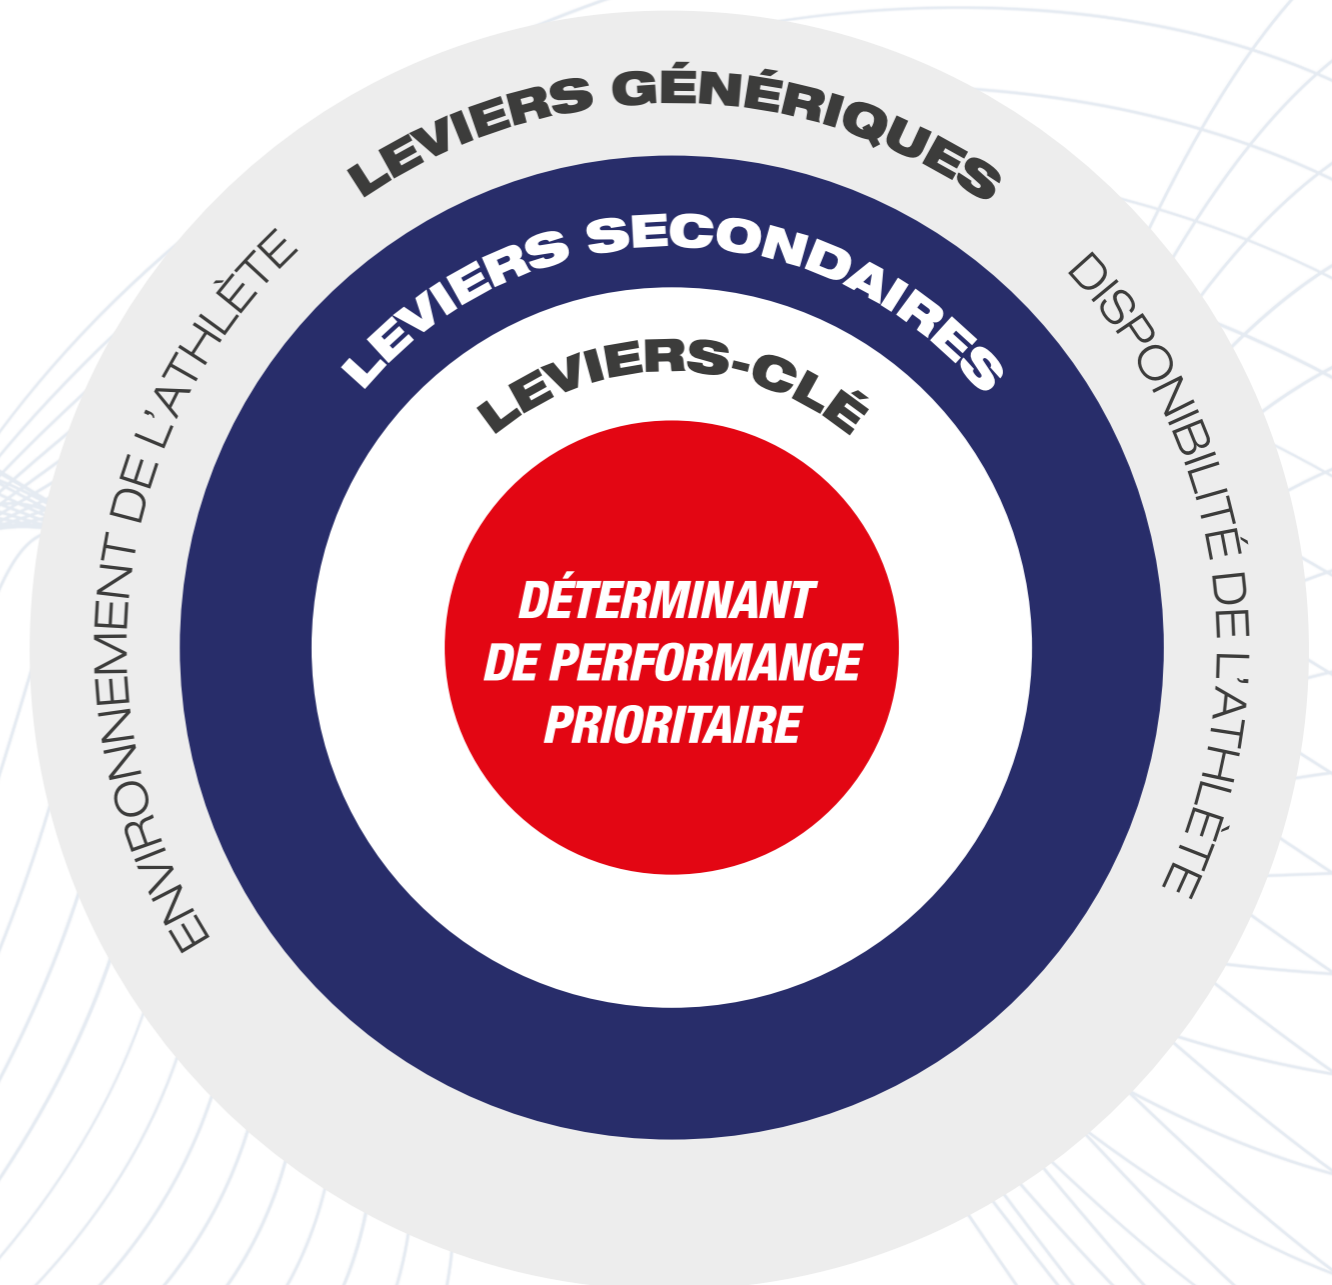 LEVIERS GÉNÉRIQUES
ENVIRONNEMENT DE L'ATHLÈTE
DISPONIBILITÉ DE L'ATHLÈTE
LEVIERS SECONDAIRES
LEVIERS-CLÉ
DÉTERMINANT
DE PERFORMANCE
PRIORITAIRE